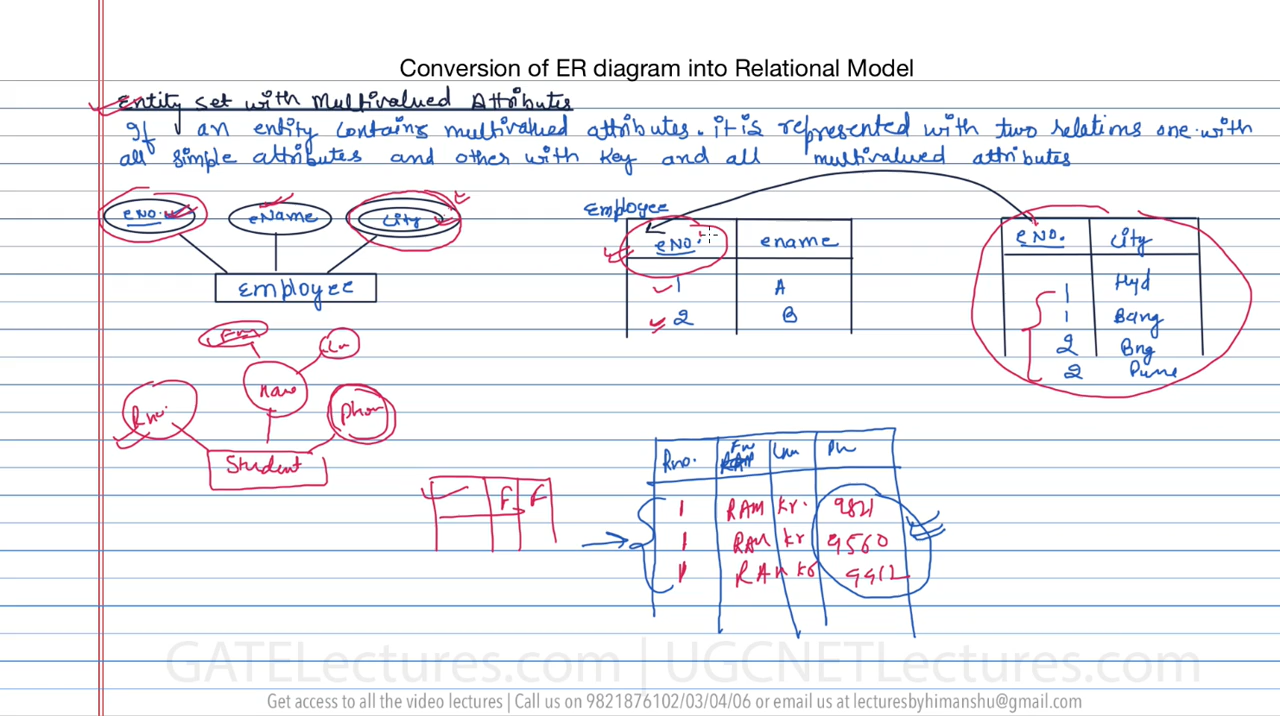 Conversion of ER diagram into Relational Model
Entity set with Multivalued Attributes
If an entity contains multivalued attributes. it is represented with two relations one with
all simple attributes and other with key and all multivalued attributes
eNO. eName City
Employee
Employee
eNO. ename
1 A
2 B
eNO. City
1 Hyd
1 Bang
2 Bng
2 Pune
Fn Ln
Name
Rno. Phon
Student
F F
Rno. Fn Lnn Ph
1 RAM kr. 9821
1 RAM kr 9560
1 RAM kr 9912
GATELectures.com | UGCNETLectures.com
Get access to all the video lectures | Call us on 9821876102/03/04/06 or email us at lecturesbyhimanshu@gmail.com